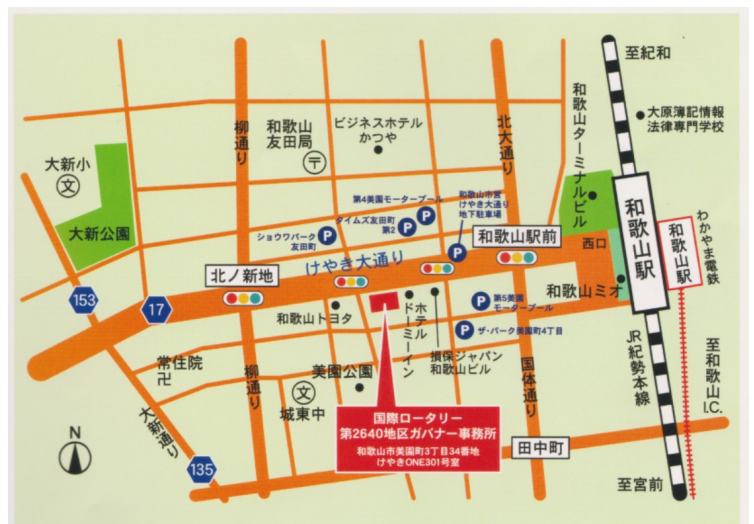 至紀和
和歌山ターミナルビル
大原簿記情報
法律専門学校
柳通り
和歌山
友田局
〒
ビジネスホテル
かつや
北大通り
大新小
文
大新公園
第4美園モータープール
タイムズ友田町
第2
P
P
ショウワパーク
友田町
P
和歌山市営
けやき大通り
地下駐車場
P
和歌山駅前
西口
和歌山駅
わかやま電鉄
和歌山駅
けやき大通り
北ノ新地
和歌山ミオ
153
17
和歌山トヨタ
ホテル
ドーミーイン
P
第5美園
モータープール
P
ザ・パーク美園町4丁目
損保ジャパン
和歌山ビル
常住院
卍
柳通り
美園公園
文
城東中
国体通り
JR紀勢本線
至和歌山I.C.
大新通り
国際ロータリー
第2640地区ガバナー事務所
和歌山市美園町3丁目34番地
けやきONE301号室
田中町
N
135
至宮前